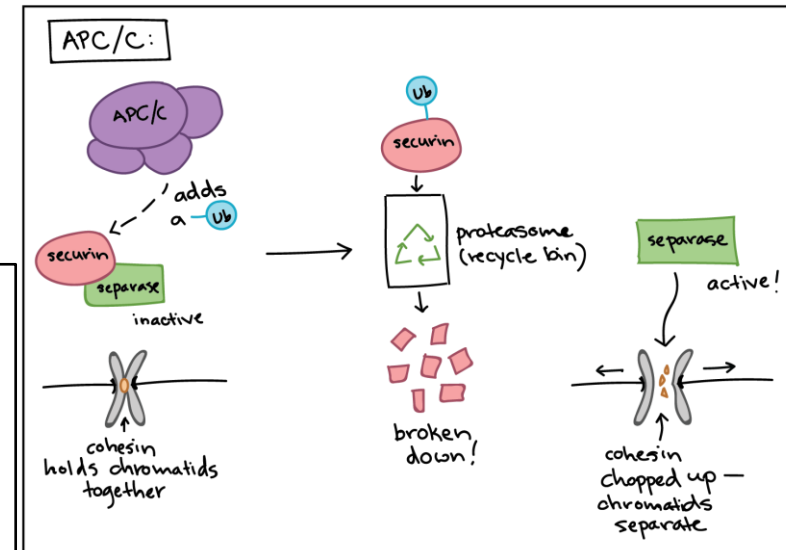 APC/C:
APC/C
adds
a Ub
securin
separase
inactive
cohesin
holds chromatids
together
Ub
securin
proteasome
(recycle bin)
broken
down!
separase
active!
cohesin
chopped up —
chromatids
separate